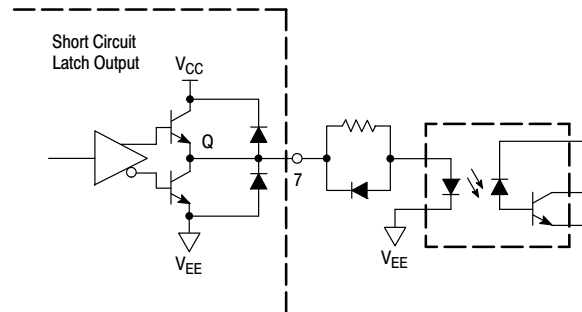 Short Circuit
Latch Output
VCC
Q
7
VEE
VEE